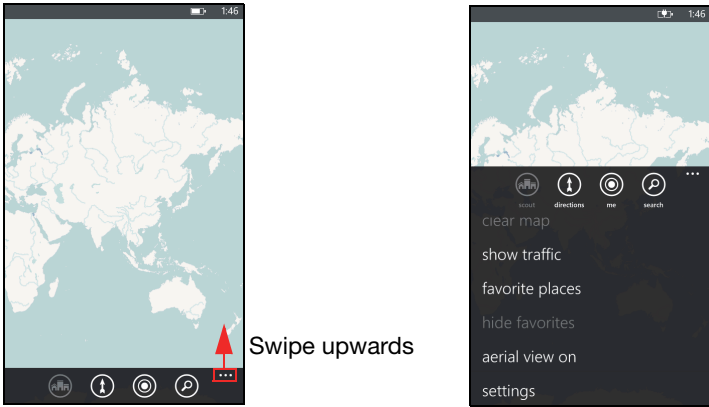 1:46
Swipe upwards
1:46
scout directions me search
clear map
show traffic
favorite places
hide favorites
aerial view on
settings